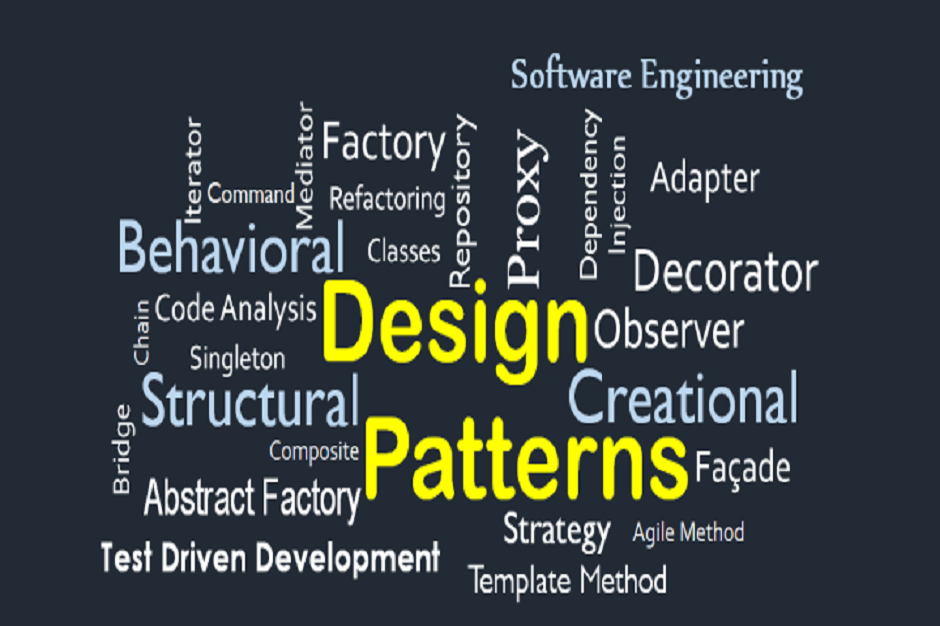 Software Engineering
Iterator
Mediator
Factory
Repository
Proxy
Dependency
Injection
Adapter
Command
Refactoring
Behavioral
Classes
Decorator
Chain
Code Analysis
Design
Observer
Singleton
Structural
Creational
Bridge
Composite
Patterns
Façade
Abstract Factory
Strategy
Agile Method
Test Driven Development
Template Method